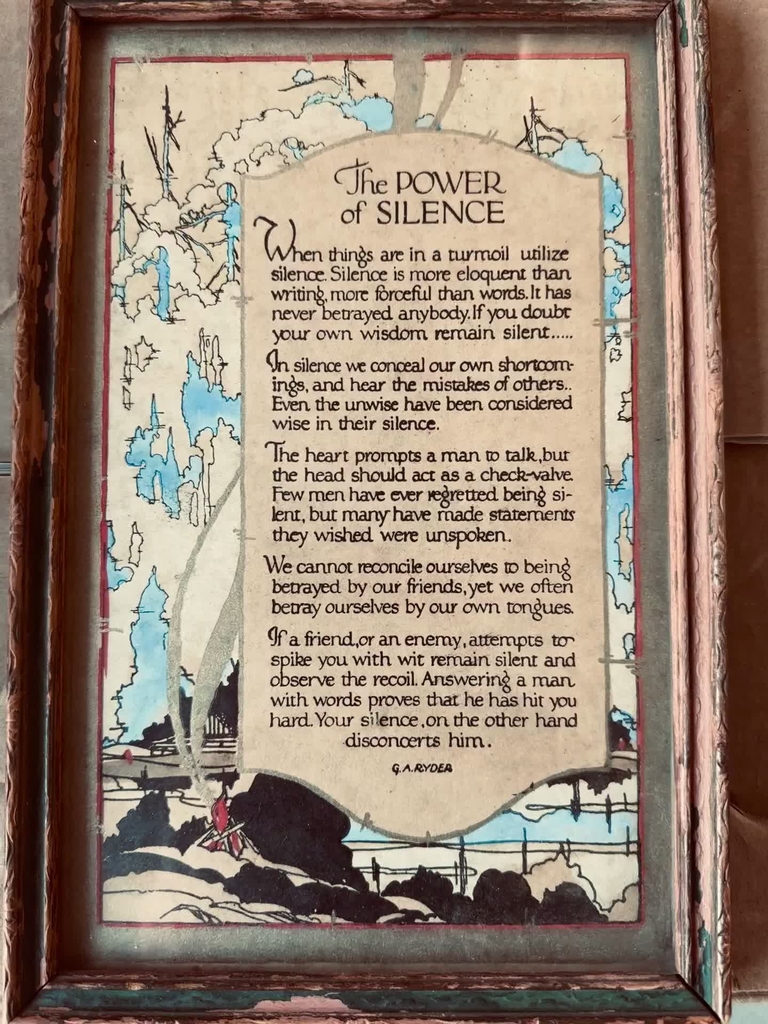 The POWER
of SILENCE
When things are in a turmoil utilize
silence. Silence is more eloquent than
writing, more forceful than words. It has
never betrayed anybody. If you doubt
your own wisdom remain silent.....
In silence we conceal our own shortcom-
ings, and hear the mistakes of others..
Even the unwise have been considered
wise in their silence.
The heart prompts a man to talk, but
the head should act as a check-valve.
Few men have ever regretted being si-
lent, but many have made statements
they wished were unspoken.
We cannot reconcile ourselves to being
betrayed by our friends, yet we often
betray ourselves by our own tongues.
If a friend, or an enemy, attempts to
spike you with wit remain silent and
observe the recoil. Answering a man
with words proves that he has hit you
hard. Your silence, on the other hand
disconcerts him.
G.A.RYDER